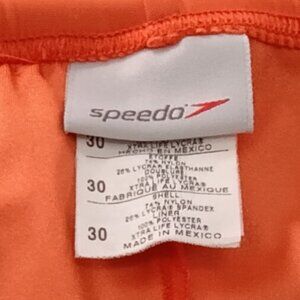 speedo
30
XTRA LIFE LYCRA®
HECHO EN MEXICO
ETOFFE
74% NYLON
26% LYCRA® ELASTHANNE
DOUBLURE
100% POLYESTER
30
XTRA LIFE LYCRA®
FABRIQUE AU MEXIQUE
SHELL
74% NYLON
26% LYCRA® SPANDEX
LINER
100% POLYESTER
30
XTRA LIFE LYCRA®
MADE IN MEXICO